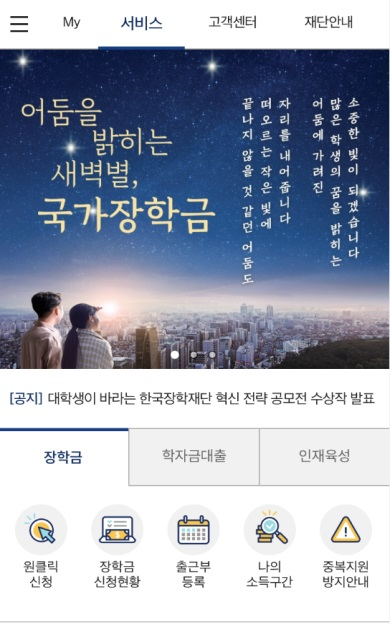 My 서비스 고객센터 재단안내
어둠을
밝히는
새벽별,
국가장학금
끝나지 않을 것 같던 어둠도
떠오르는 작은 빛에
자리를 내어줍니다
어둠에 가려진
많은 학생의 꿈을 밝히는
소중한 빛이 되겠습니다
[공지] 대학생이 바라는 한국장학재단 혁신 전략 공모전 수상작 발표
장학금 학자금대출 인재육성
원클릭
신청
장학금
신청현황
출근부
등록
나의
소득구간
중복지원
방지안내